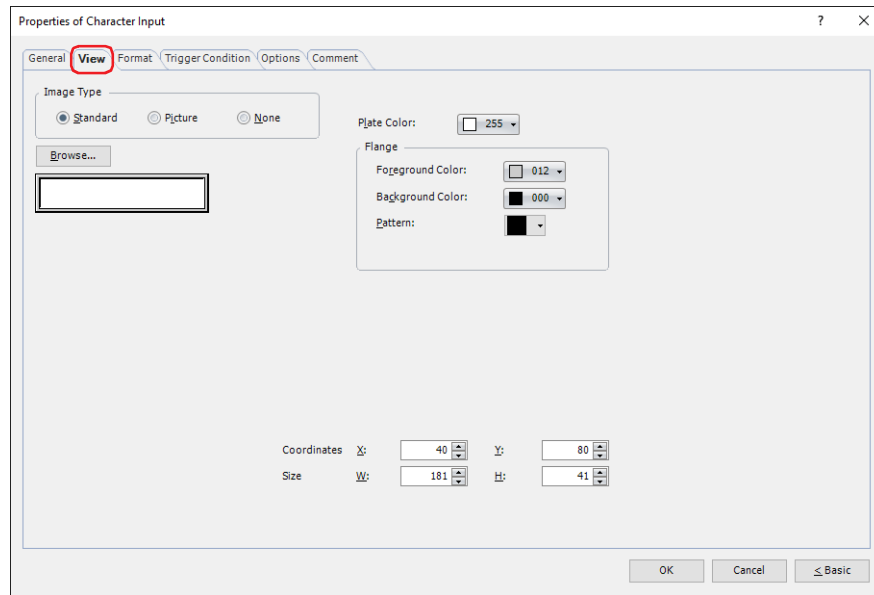 Properties of Character Input ?
General View Format Trigger Condition Options Comment
Image Type
Standard Picture None
Browse...
Plate Color: 255
Flange
Foreground Color: 012
Background Color: 000
Pattern:
Coordinates X: 40 Y: 80
Size W: 181 H: 41
OK Cancel < Basic